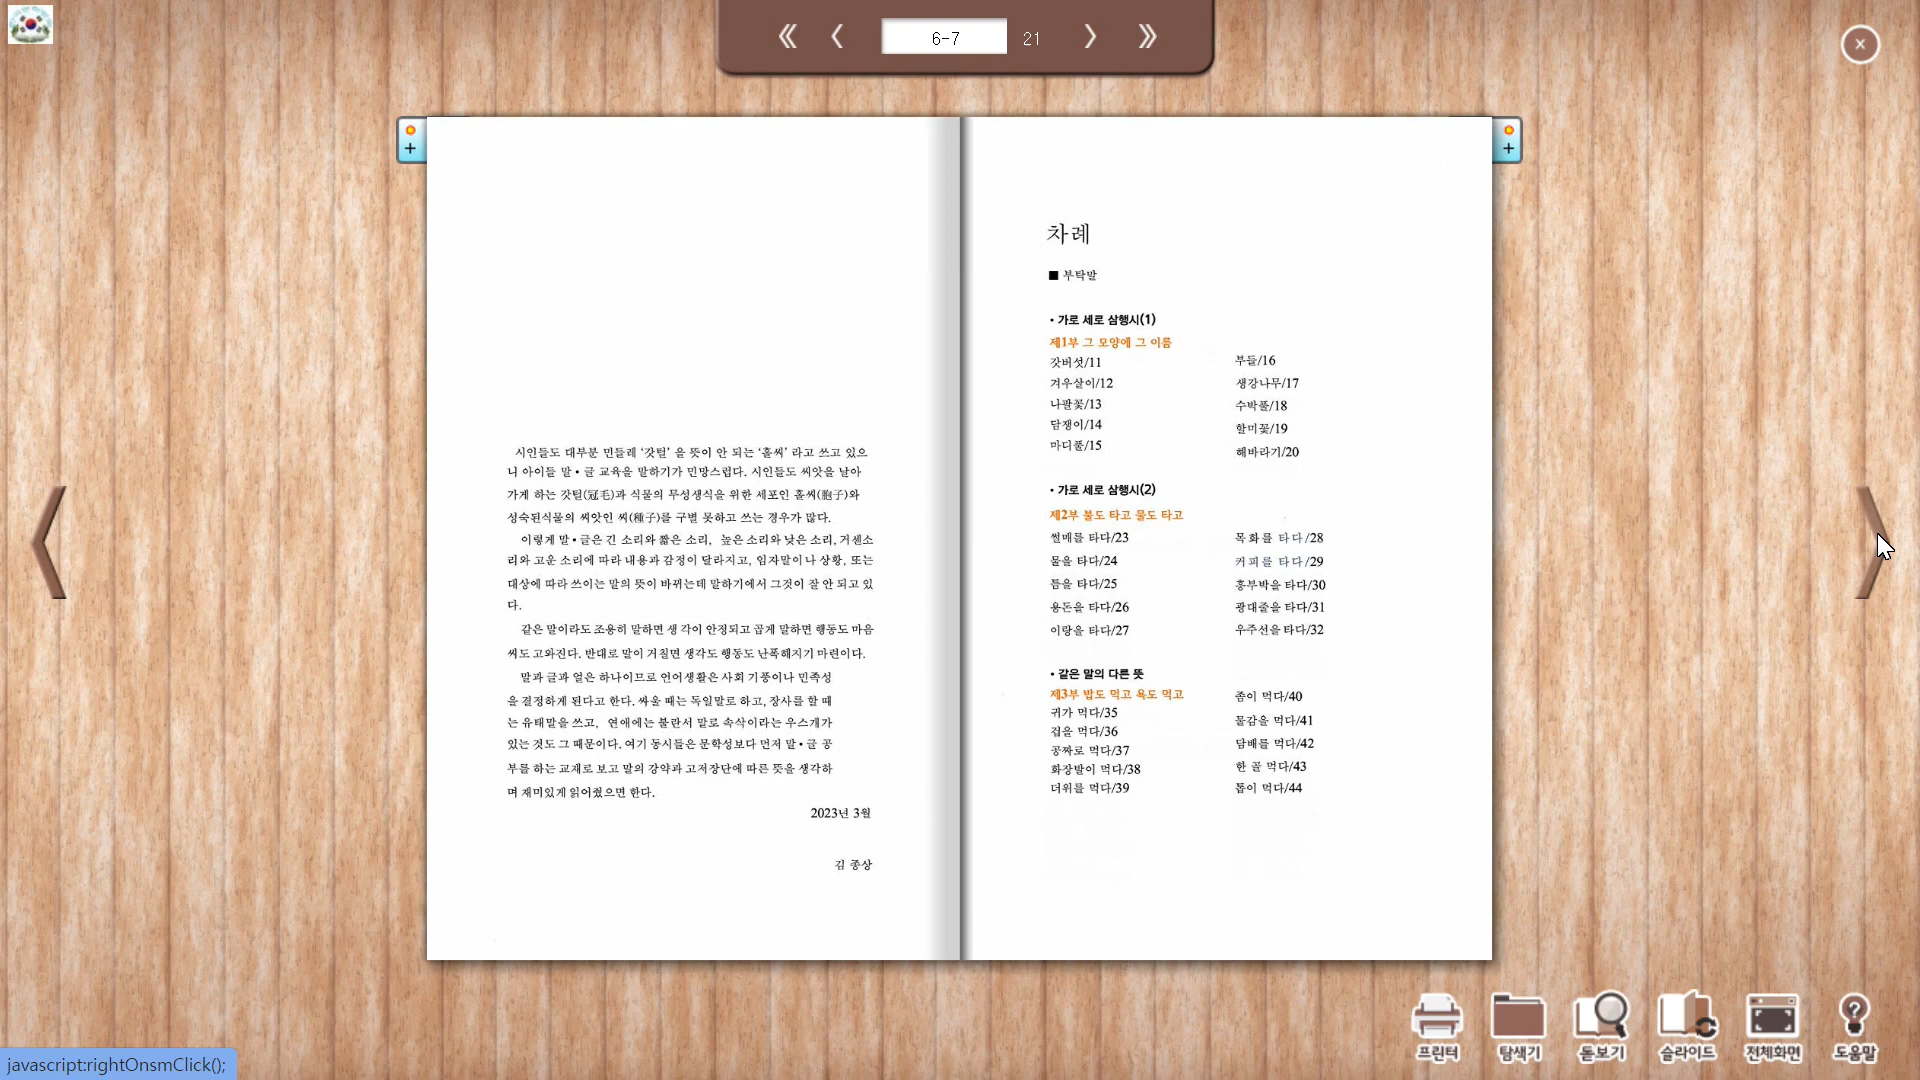 6-7 21
시인들도 대부분 민들레 ‘갓털’ 을 뜻이 안 되는 ‘홀씨’ 라고 쓰고 있으
니 아이들 말•글 교육을 말하기가 민망스럽다. 시인들도 씨앗을 날아
가게 하는 갓털(冠毛)과 식물의 무성생식을 위한 세포인 홀씨(胞子)와
성숙된식물의 씨앗인 씨(種子)를 구별 못하고 쓰는 경우가 많다.
이렇게 말•글은 긴 소리와 짧은 소리, 높은 소리와 낮은 소리, 거센소
리와 고운 소리에 따라 내용과 감정이 달라지고, 임자말이나 상황, 또는
대상에 따라 쓰이는 말의 뜻이 바뀌는데 말하기에서 그것이 잘 안 되고 있
다.
같은 말이라도 조용히 말하면 생각이 안정되고 곱게 말하면 행동도 마음
씨도 고와진다. 반대로 말이 거칠면 생각도 행동도 난폭해지기 마련이다.
말과 글과 얼은 하나이므로 언어생활은 사회 기풍이나 민족성
을 결정하게 된다고 한다. 싸울 때는 독일말로 하고, 장사를 할 때
는 유태말을 쓰고, 연애에는 불란서 말로 속삭이라는 우스개가
있는 것도 그 때문이다. 여기 동시들은 문학성보다 먼저 말•글 공
부를 하는 교재로 보고 말의 강약과 고저장단에 따른 뜻을 생각하
며 재미있게 읽어줬으면 한다.
2023년 3월
김 종상
차례
■ 부탁말
• 가로 세로 삼행시(1)
제1부 그 모양에 그 이름
갓버섯/11
겨우살이/12
나팔꽃/13
담쟁이/14
마디풀/15
부들/16
생강나무/17
수박풀/18
할미꽃/19
해바라기/20
• 가로 세로 삼행시(2)
제2부 불도 타고 물도 타고
썰매를 타다/23
물을 타다/24
틈을 타다/25
용돈을 타다/26
이랑을 타다/27
목화를 타다/28
커피를 타다/29
흥부박을 타다/30
광대줄을 타다/31
우주선을 타다/32
• 같은 말의 다른 뜻
제3부 밥도 먹고 욕도 먹고
귀가 먹다/35
겁을 먹다/36
공짜로 먹다/37
화장발이 먹다/38
더위를 먹다/39
좀이 먹다/40
물감을 먹다/41
담배를 먹다/42
한 골 먹다/43
톱이 먹다/44
프린터
탐색기
돋보기
슬라이드
전체화면
도움말
javascript:rightOnsmClick();